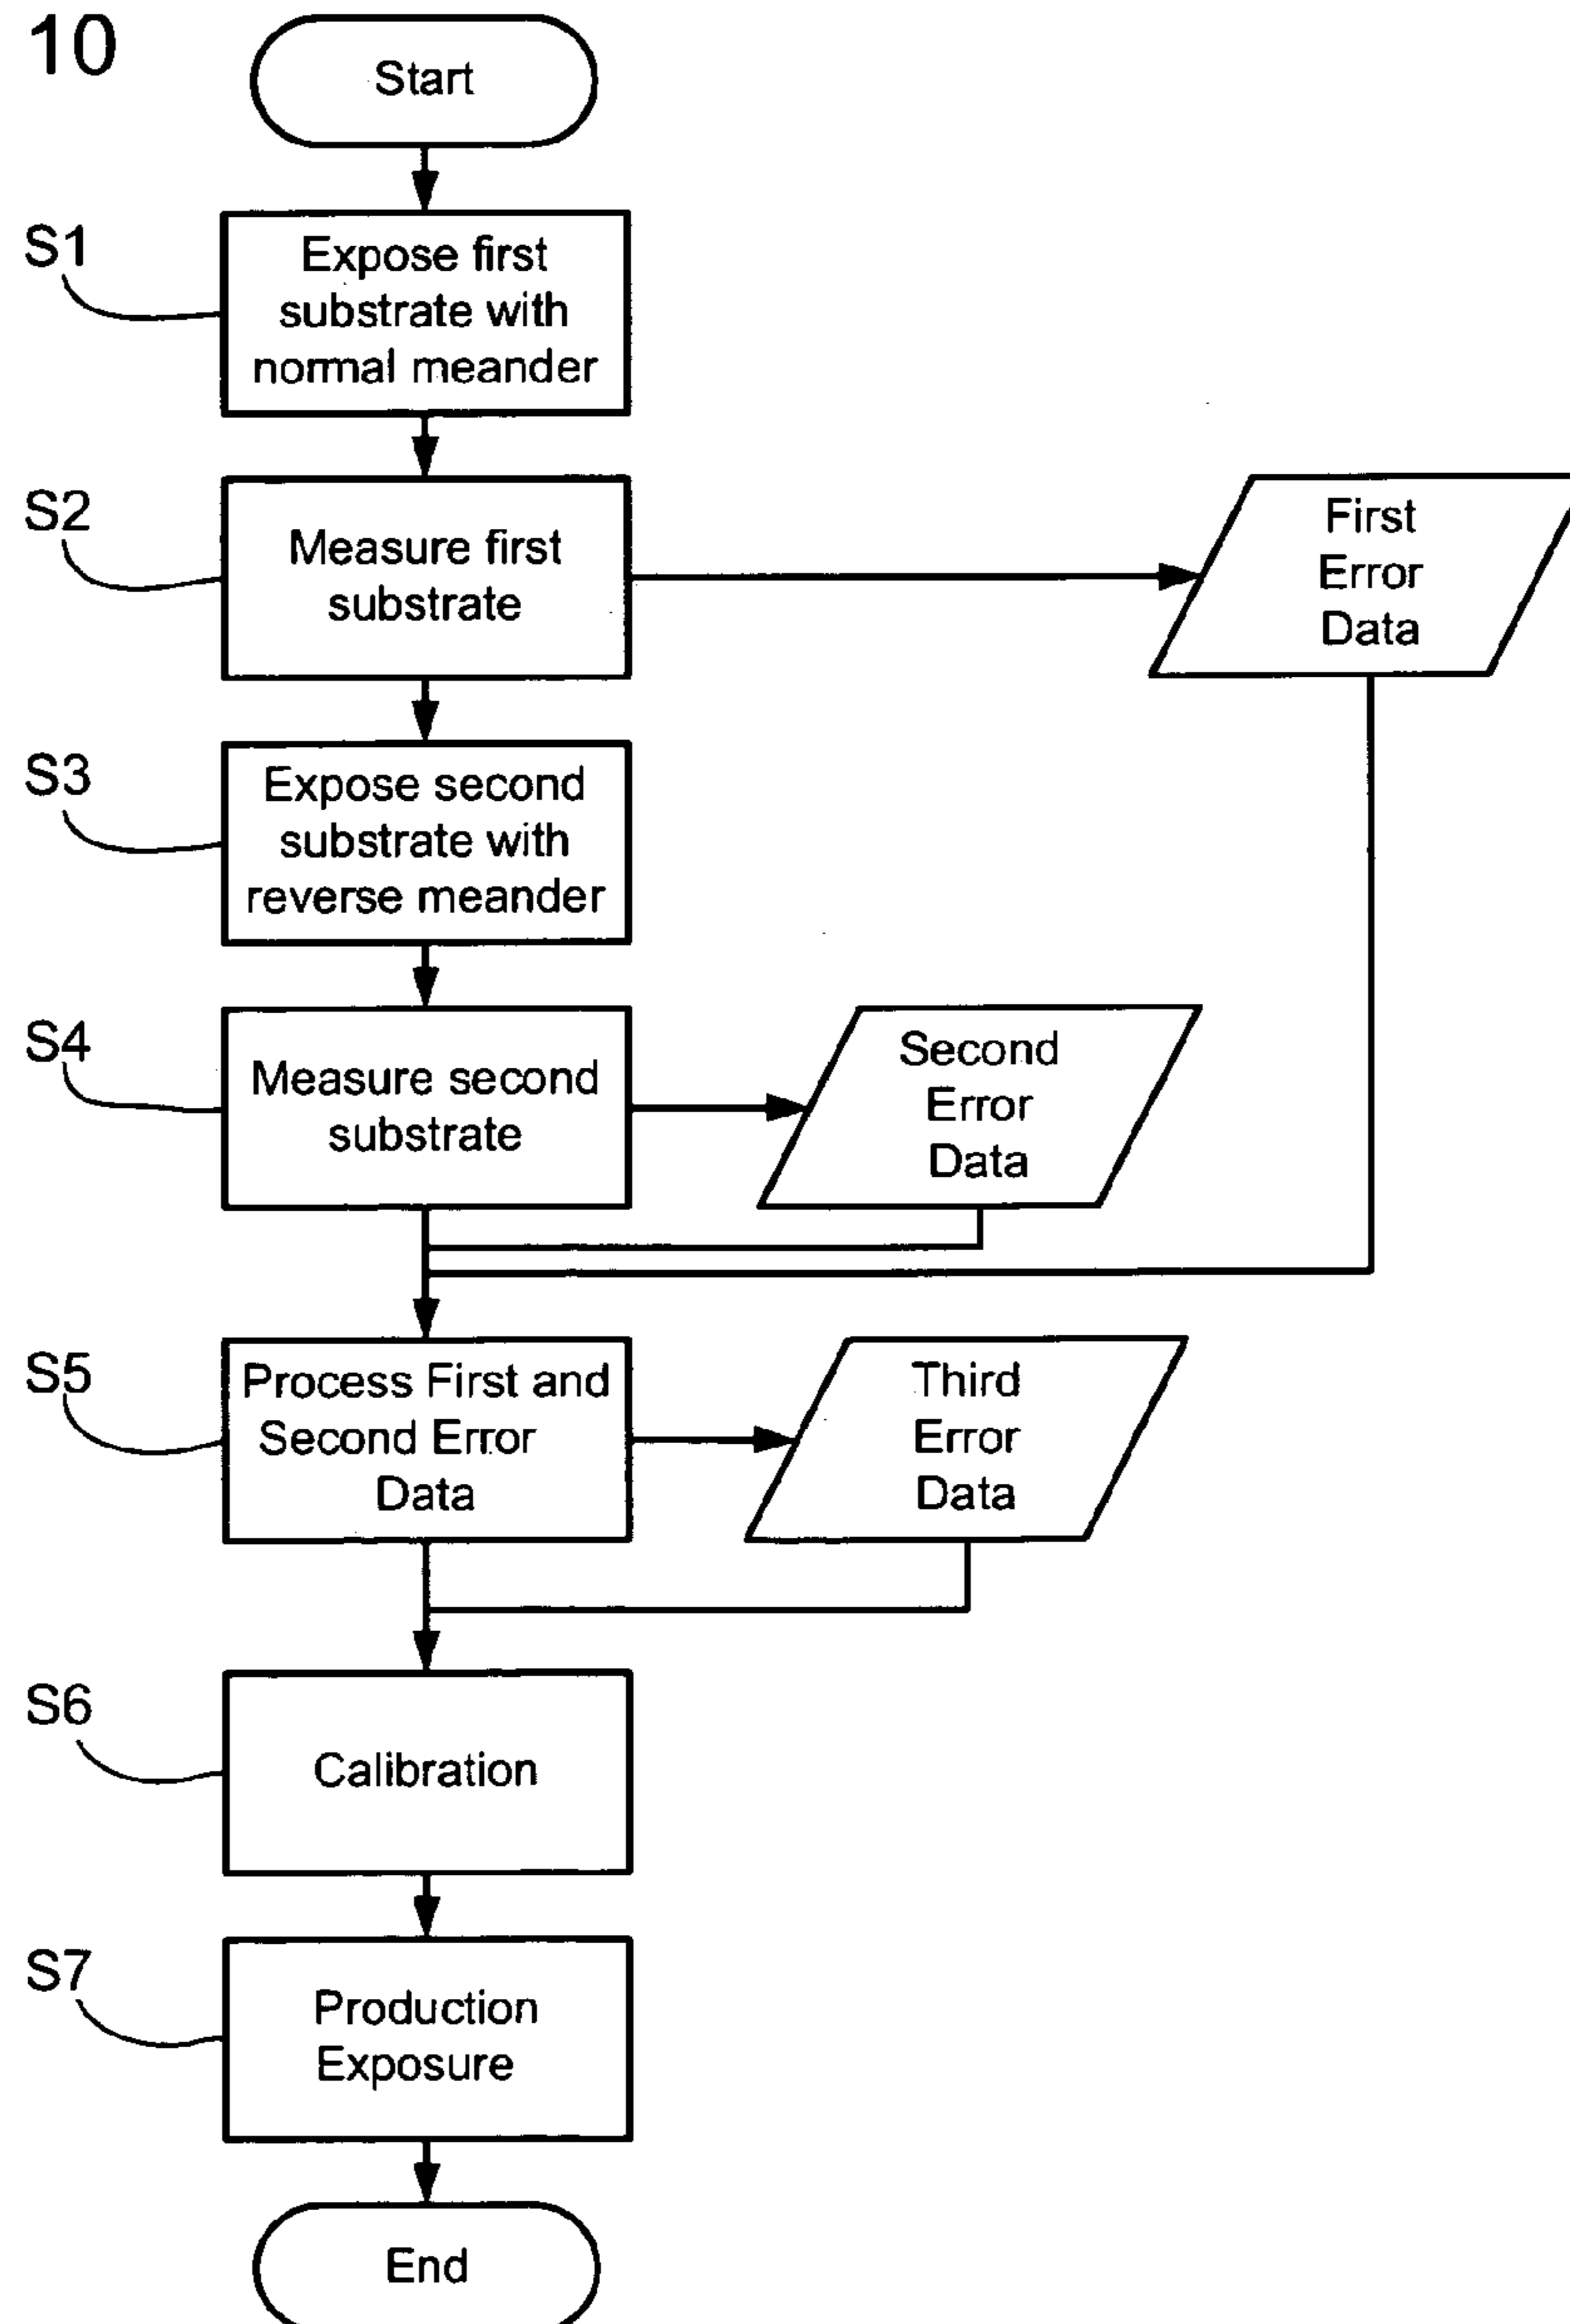 10
Start
S1
Expose first
substrate with
normal meander
S2
Measure first
substrate
First
Error
Data
S3
Expose second
substrate with
reverse meander
S4
Measure second
substrate
Second
Error
Data
S5
Process First and
Second Error
Data
Third
Error
Data
S6
Calibration
S7
Production
Exposure
End